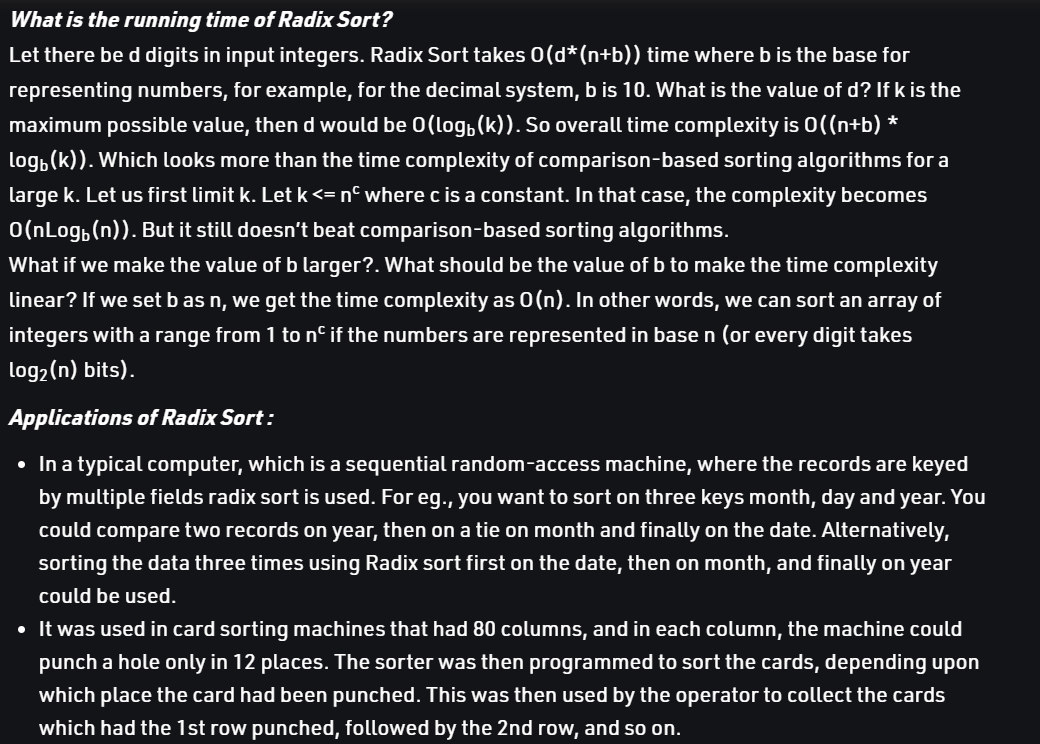 What is the running time of Radix Sort?
Let there be d digits in input integers. Radix Sort takes O(d*(n+b)) time where b is the base for
representing numbers, for example, for the decimal system, b is 10. What is the value of d? If k is the
maximum possible value, then d would be O(log_b(k)). So overall time complexity is O((n+b) *
log_b(k)). Which looks more than the time complexity of comparison-based sorting algorithms for a
large k. Let us first limit k. Let k <= n^c where c is a constant. In that case, the complexity becomes
O(nLog_b(n)). But it still doesn't beat comparison-based sorting algorithms.
What if we make the value of b larger?. What should be the value of b to make the time complexity
linear? If we set b as n, we get the time complexity as O(n). In other words, we can sort an array of
integers with a range from 1 to n^c if the numbers are represented in base n (or every digit takes
log₂(n) bits).
Applications of Radix Sort :
• In a typical computer, which is a sequential random-access machine, where the records are keyed
by multiple fields radix sort is used. For eg., you want to sort on three keys month, day and year. You
could compare two records on year, then on a tie on month and finally on the date. Alternatively,
sorting the data three times using Radix sort first on the date, then on month, and finally on year
could be used.
• It was used in card sorting machines that had 80 columns, and in each column, the machine could
punch a hole only in 12 places. The sorter was then programmed to sort the cards, depending upon
which place the card had been punched. This was then used by the operator to collect the cards
which had the 1st row punched, followed by the 2nd row, and so on.